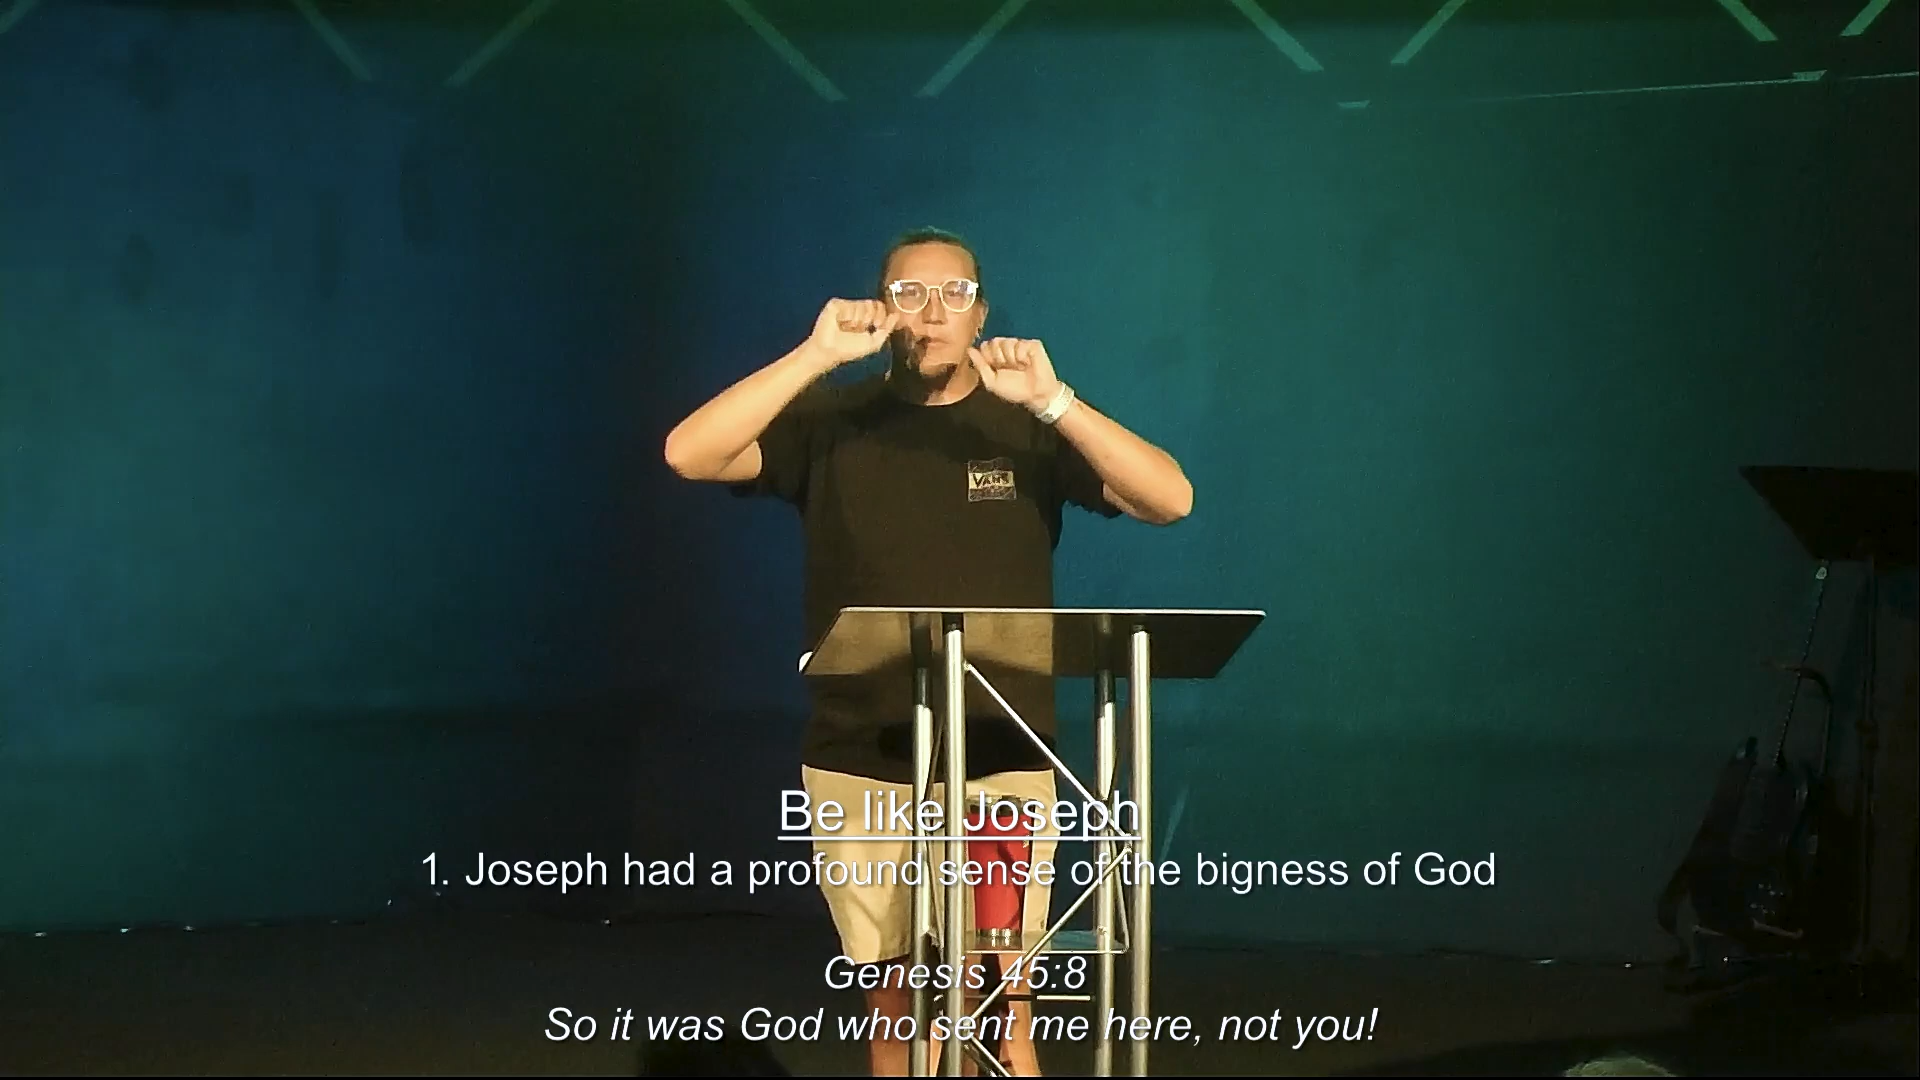 VANS
Be like Joseph
1. Joseph had a profound sense of the bigness of God
Genesis 45:8
So it was God who sent me here, not you!